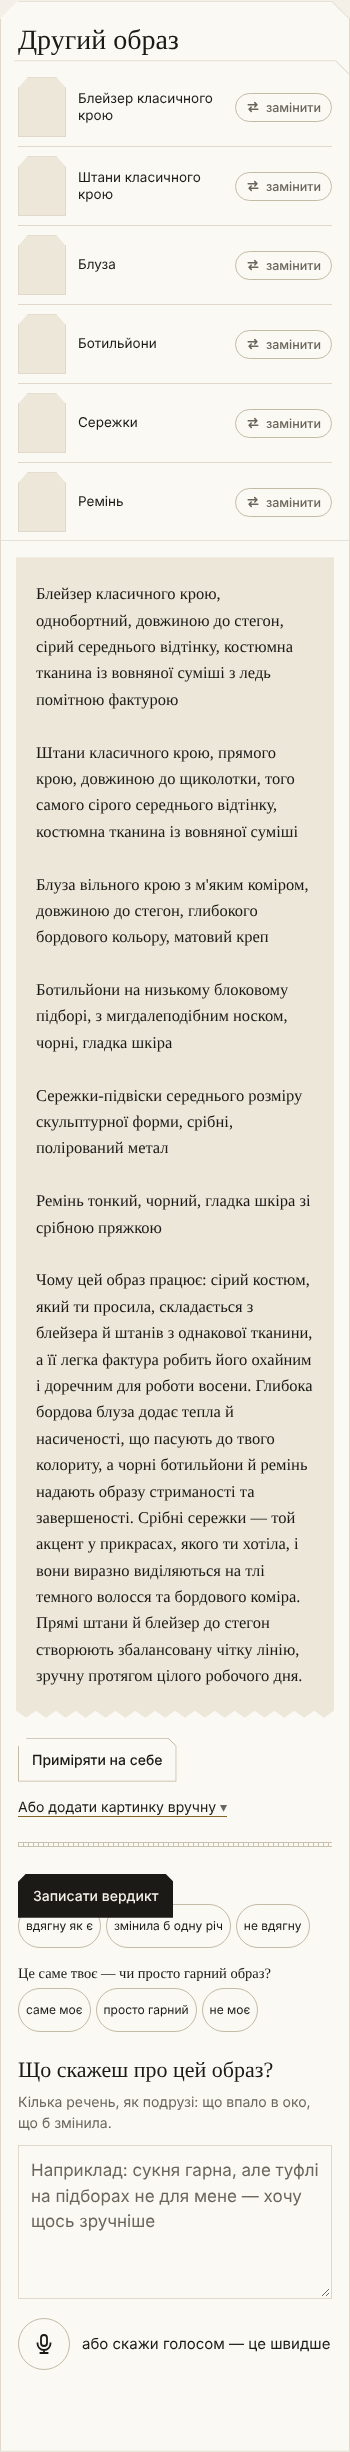 Другий образ
Блейзер класичного
крою
замінити
Штани класичного
крою
замінити
Блуза
замінити
Ботильйони
замінити
Сережки
замінити
Ремінь
замінити
Блейзер класичного крою,
однобортний, довжиною до стегон,
сірий середнього відтінку, костюмна
тканина із вовняної суміші з ледь
помітною фактурою
Штани класичного крою, прямого
крою, довжиною до щиколотки, того
самого сірого середнього відтінку,
костюмна тканина із вовняної суміші
Блуза вільного крою з м'яким коміром,
довжиною до стегон, глибокого
бордового кольору, матовий креп
Ботильйони на низькому блоковому
підборі, з мигдалеподібним носком,
чорні, гладка шкіра
Сережки-підвіски середнього розміру
скульптурної форми, срібні,
полірований метал
Ремінь тонкий, чорний, гладка шкіра зі
срібною пряжкою
Чому цей образ працює: сірий костюм,
який ти просила, складається з
блейзера й штанів з однакової тканини,
а її легка фактура робить його охайним
і доречним для роботи восени. Глибока
бордова блуза додає тепла й
насиченості, що пасують до твого
колориту, а чорні ботильйони й ремінь
надають образу стриманості та
завершеності. Срібні сережки — той
акцент у прикрасах, якого ти хотіла, і
вони виразно виділяються на тлі
темного волосся та бордового коміра.
Прямі штани й блейзер до стегон
створюють збалансовану чітку лінію,
зручну протягом цілого робочого дня.
Приміряти на себе
Або додати картинку вручну ▾
Записати вердикт
вдягну як є
змінила б одну річ
не вдягну
Це саме твоє — чи просто гарний образ?
саме моє
просто гарний
не моє
Що скажеш про цей образ?
Кілька речень, як подрузі: що впало в око,
що б змінила.
Наприклад: сукня гарна, але туфлі
на підборах не для мене — хочу
щось зручніше
або скажи голосом — це швидше